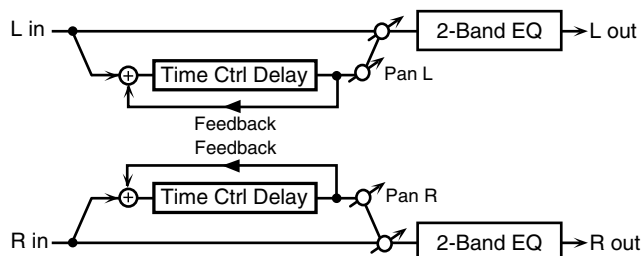 L in
2-Band EQ
L out
Time Ctrl Delay
Pan L
Feedback
Feedback
Time Ctrl Delay
Pan R
R in
2-Band EQ
R out